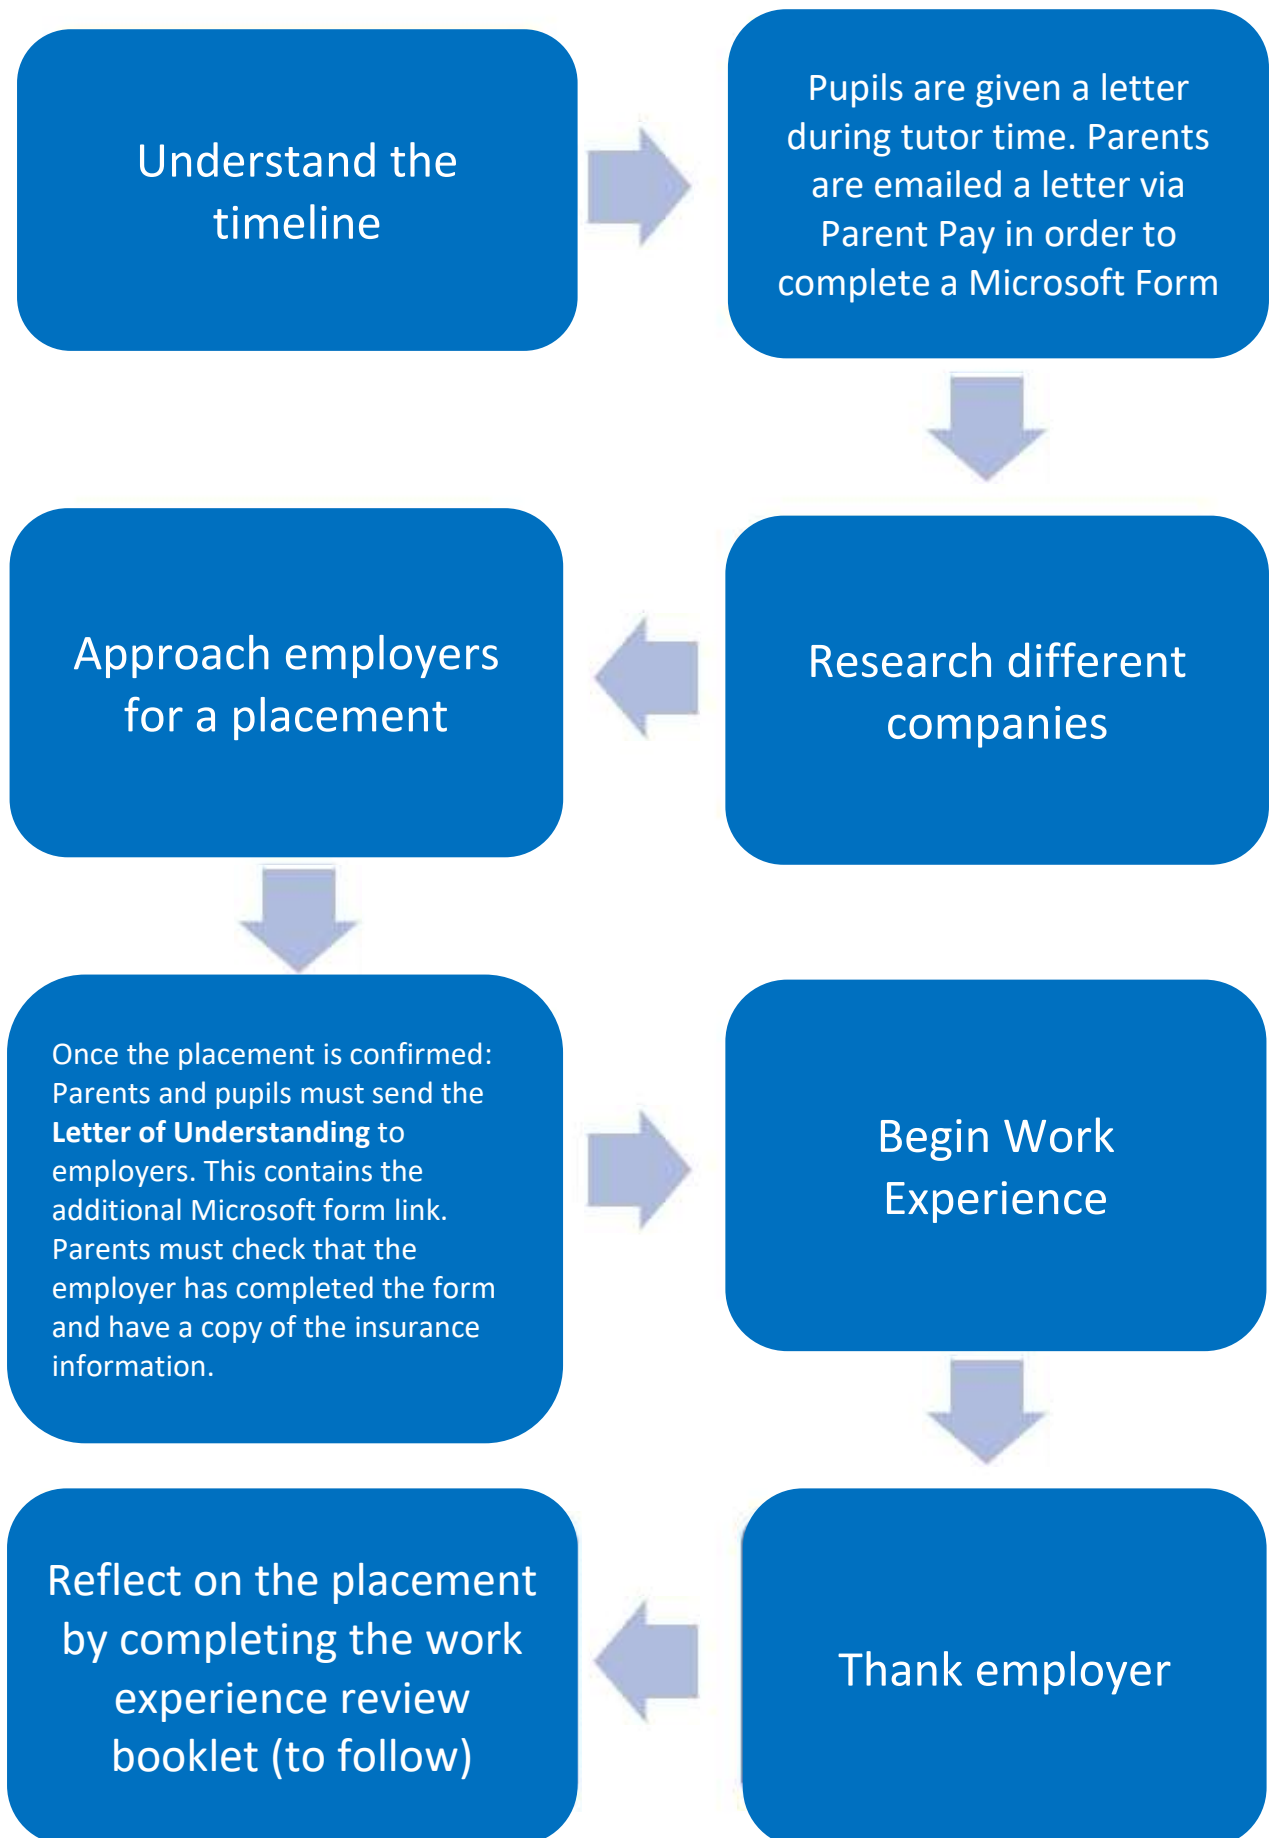 Understand the
timeline
Pupils are given a letter
during tutor time. Parents
are emailed a letter via
Parent Pay in order to
complete a Microsoft Form
Research different
companies
Approach employers
for a placement
Once the placement is confirmed:
Parents and pupils must send the
Letter of Understanding to
employers. This contains the
additional Microsoft form link.
Parents must check that the
employer has completed the form
and have a copy of the insurance
information.
Begin Work
Experience
Thank employer
Reflect on the placement
by completing the work
experience review
booklet (to follow)